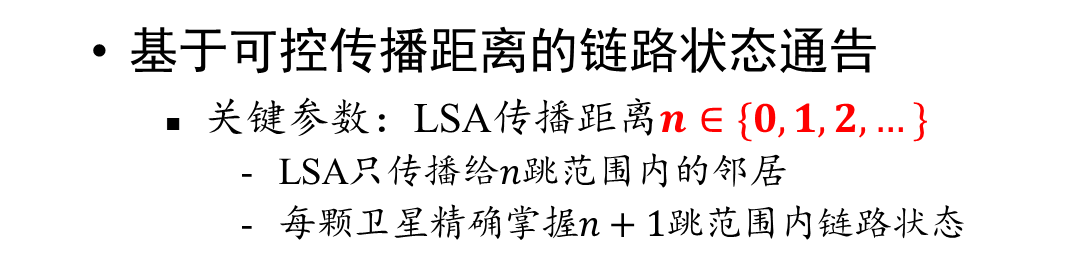 • 基于可控传播距离的链路状态通告
▪ 关键参数：LSA传播距离n ∈ {0, 1, 2, … }
- LSA只传播给n跳范围内的邻居
- 每颗卫星精确掌握n + 1跳范围内链路状态